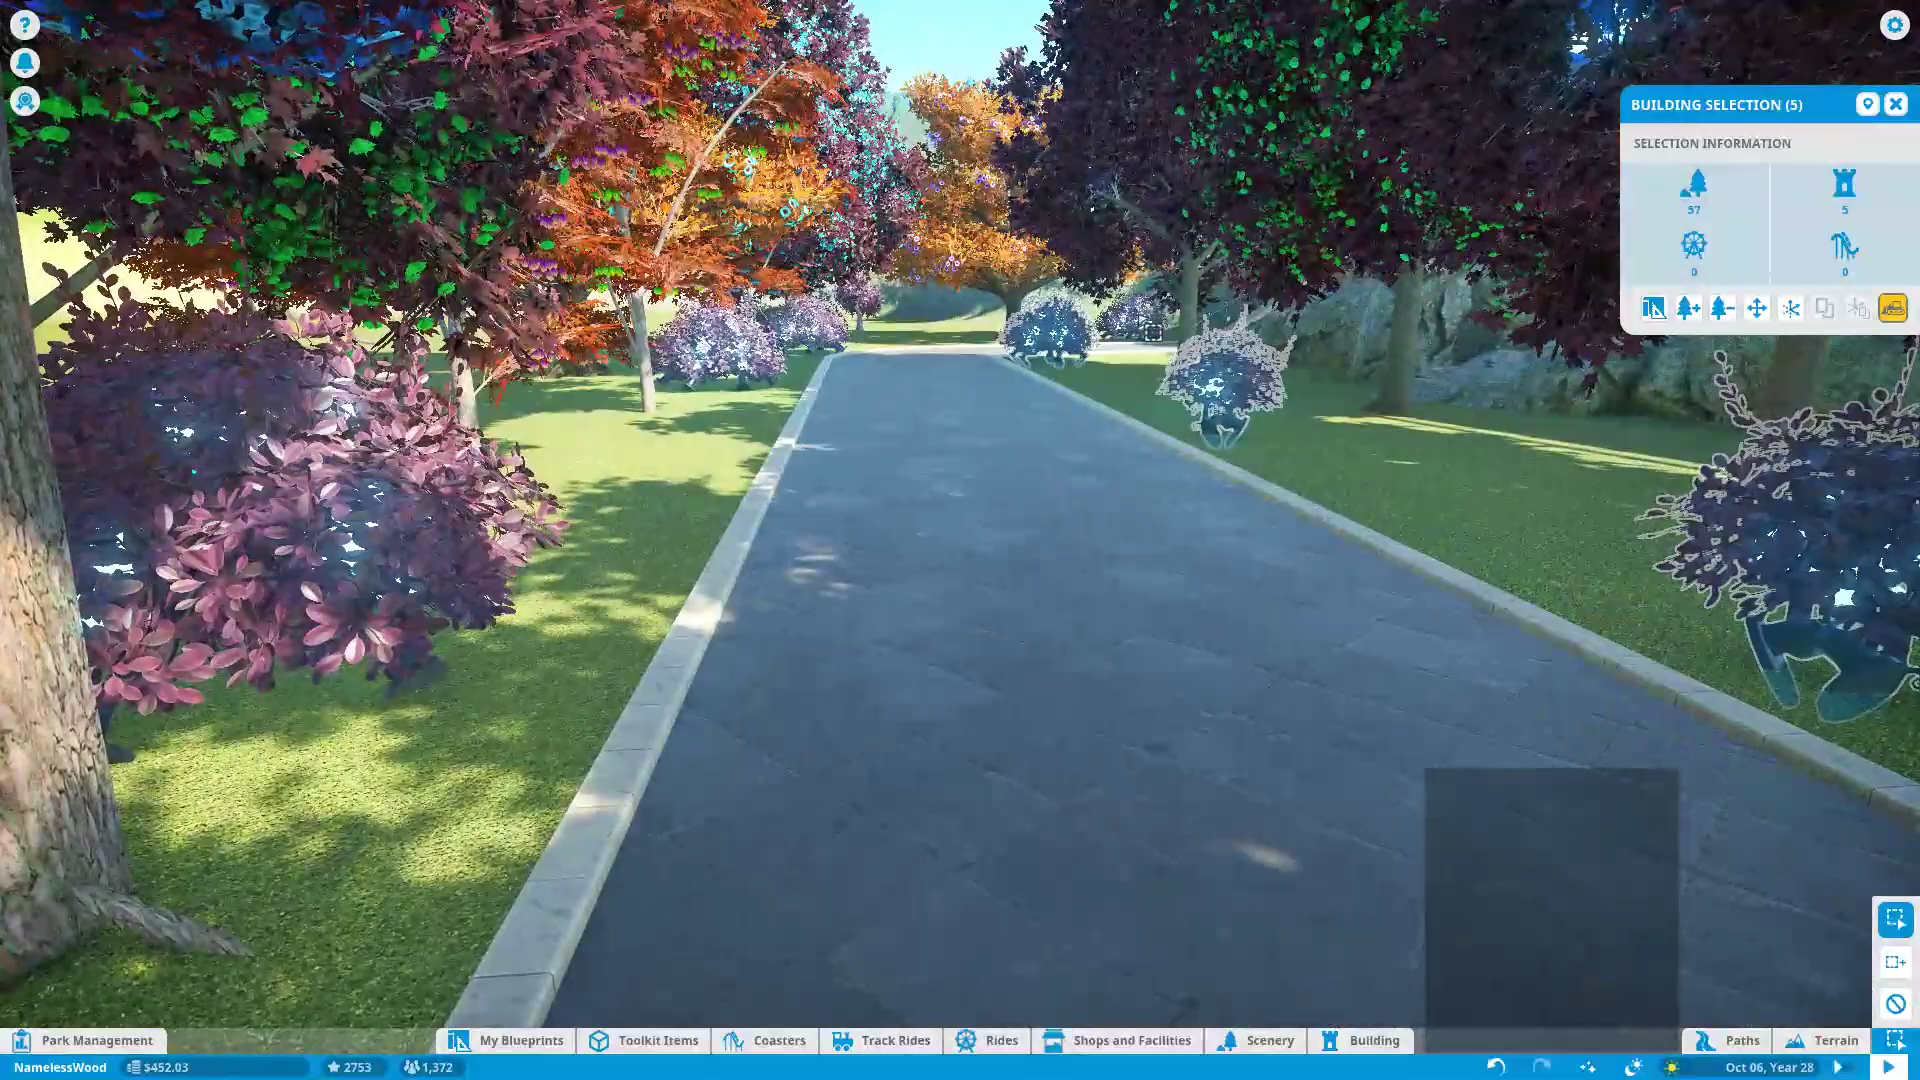 ?
BUILDING SELECTION (5)
SELECTION INFORMATION
57
5
0
0
Park Management
My Blueprints
Toolkit Items
Coasters
Track Rides
Rides
Shops and Facilities
Scenery
Building
Paths
Terrain
NamelessWood
$452.03
2753
1,372
Oct 06, Year 28